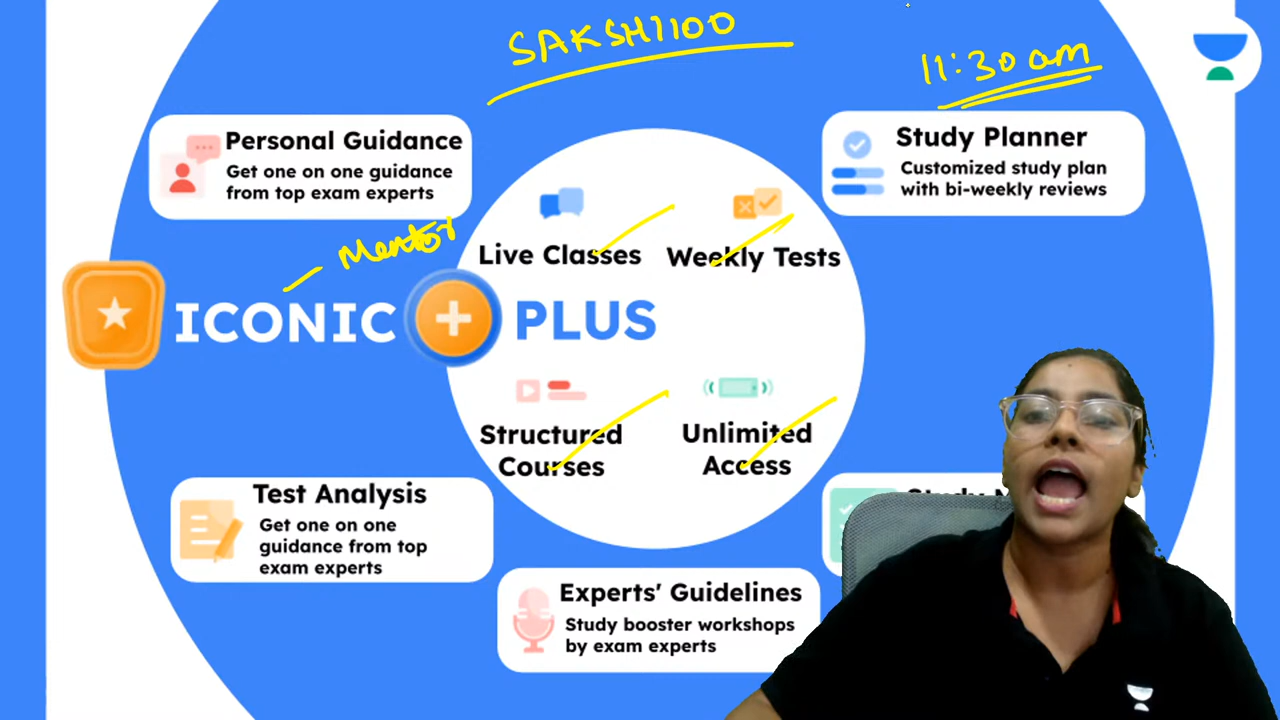 SAKSHI100
11:30 am
Personal Guidance
Get one on one guidance
from top exam experts
Study Planner
Customized study plan
with bi-weekly reviews
Mentor
Live Classes
Weekly Tests
ICONIC + PLUS
Structured
Courses
Unlimited
Access
Test Analysis
Get one on one
guidance from top
exam experts
Study
Experts' Guidelines
Study booster workshops
by exam experts